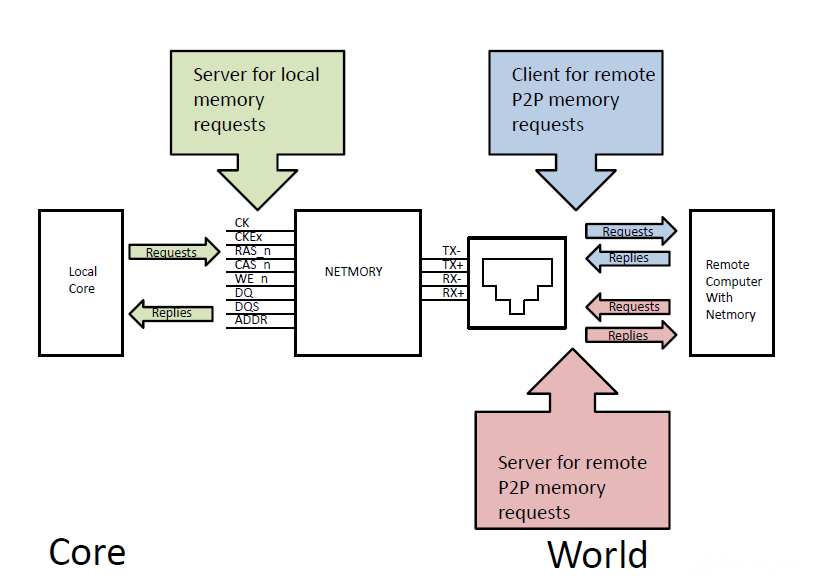 Server for local
memory
requests
Client for remote
P2P memory
requests
Local
Core
Requests
Replies
CK
CKEx
RAS_n
CAS_n
WE_n
DQ
DQS
ADDR
NETMORY
TX-
TX+
RX-
RX+
Requests
Replies
Requests
Replies
Remote
Computer
With
Netmory
Server for remote
P2P memory
requests
Core
World